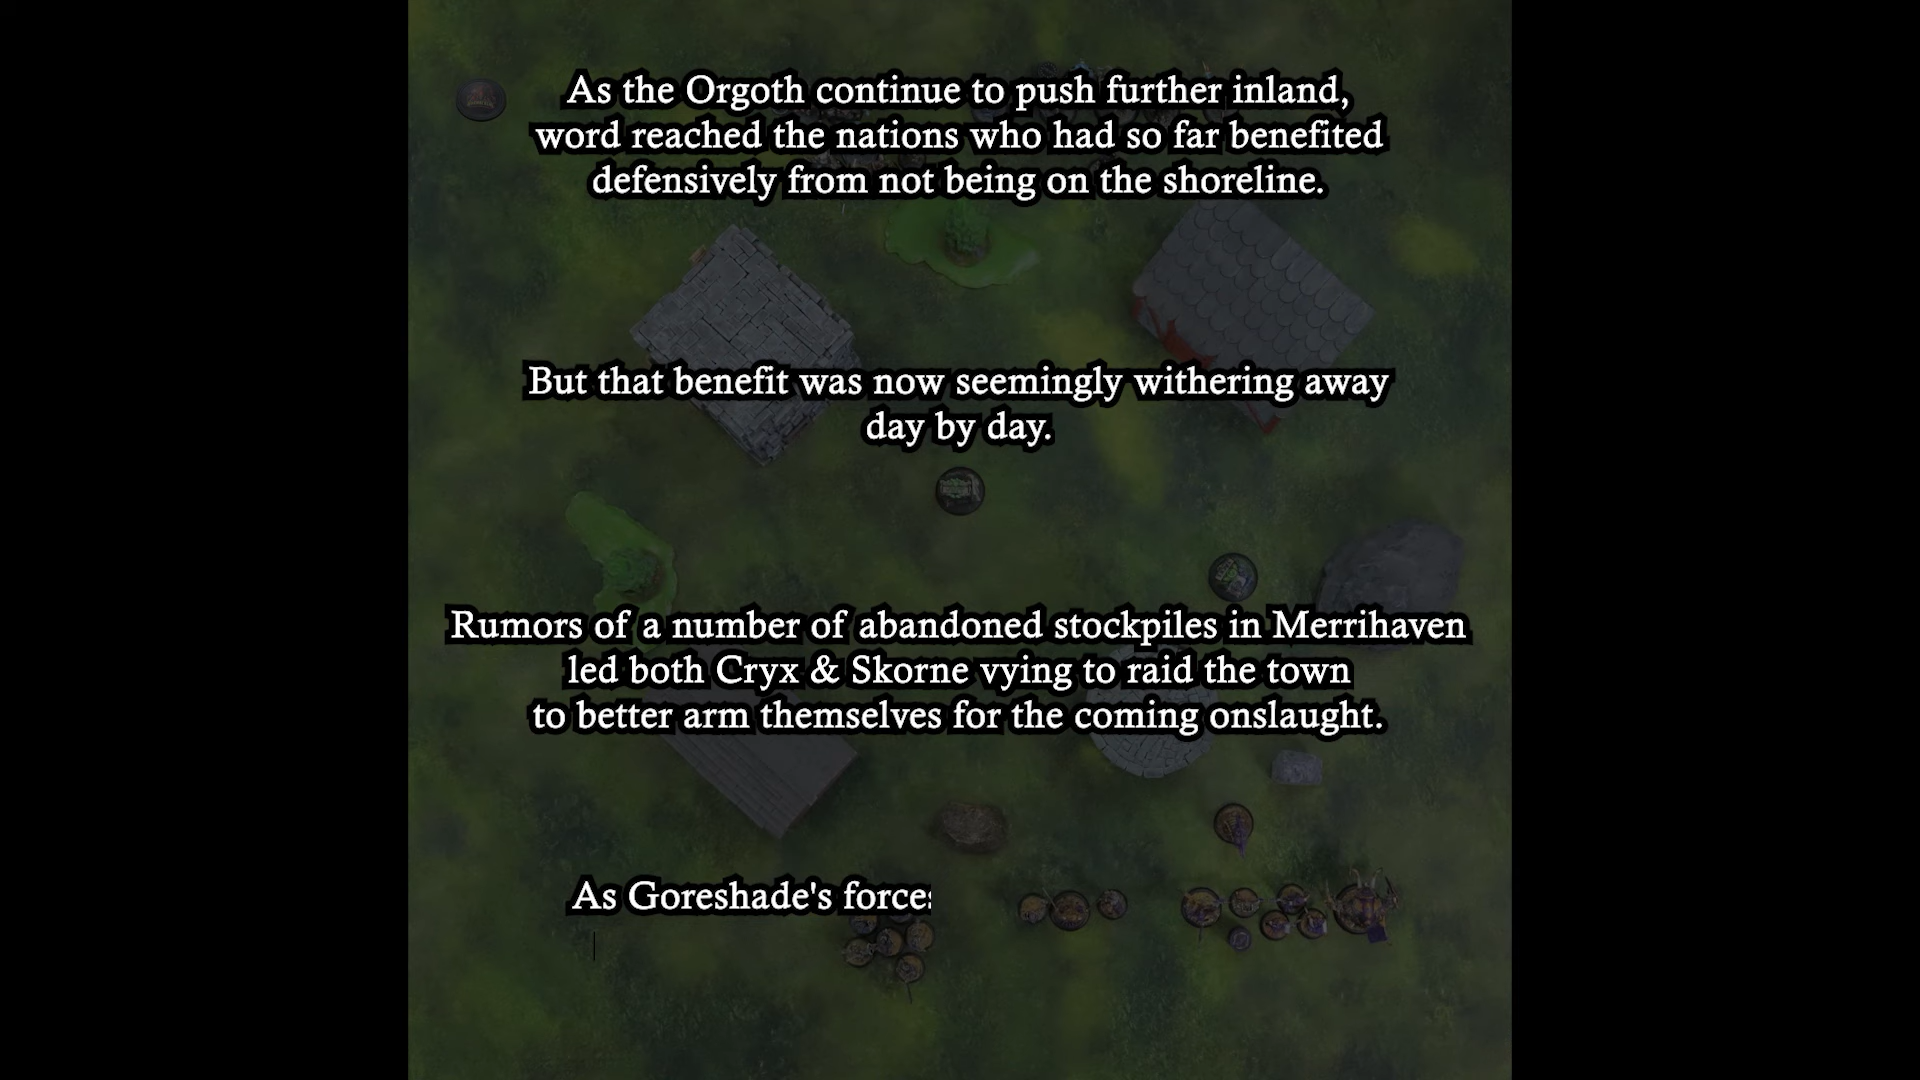 As the Orgoth continue to push further inland,
word reached the nations who had so far benefited
defensively from not being on the shoreline.
But that benefit was now seemingly withering away
day by day.
Rumors of a number of abandoned stockpiles in Merrihaven
led both Cryx & Skorne vying to raid the town
to better arm themselves for the coming onslaught.
As Goreshade's forces